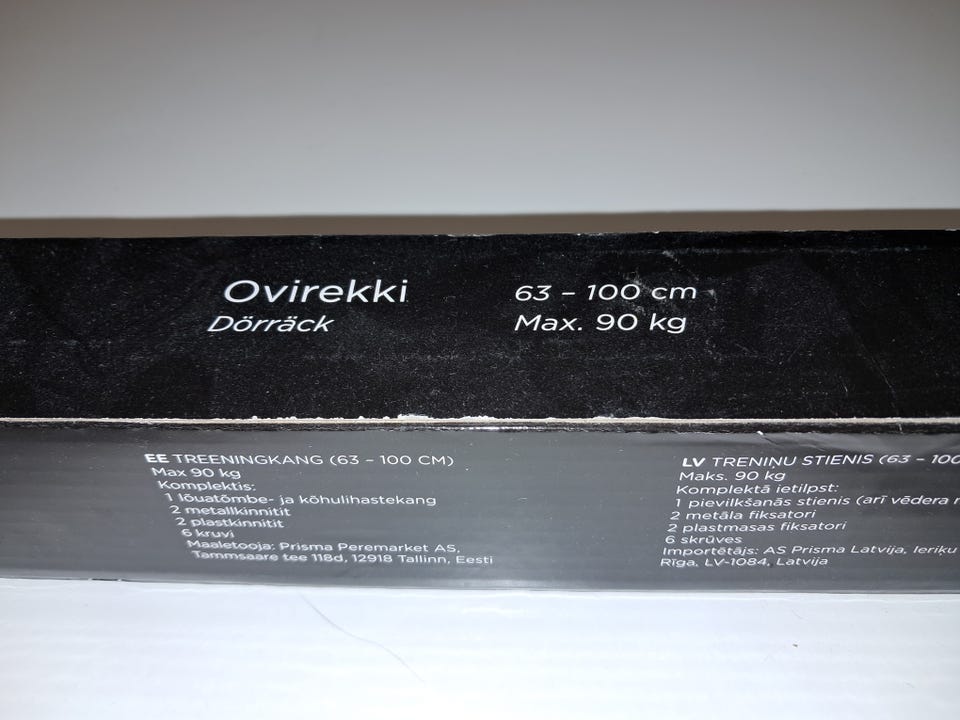 Ovirekki
Dörräck
63 – 100 cm
Max. 90 kg
EE TREENINGKANG (63 – 100 CM)
Max 90 kg
Komplektis:
1 lõuatõmbe- ja kõhulihastekang
2 metallkinnitit
2 plastkinnitit
6 kruvi
Maaletooja: Prisma Peremarket AS,
Tammsaare tee 118d, 12918 Tallinn, Eesti
LV TRENIŅU STIENIS (63 – 100
Maks. 90 kg
Komplektā ietilpst:
1 pievilkšanās stienis (arī vēdera
2 metāla fiksatori
2 plastmasas fiksatori
6 skrūves
Importētājs: AS Prisma Latvija, Ieriķu
Rīga, LV-1084, Latvija